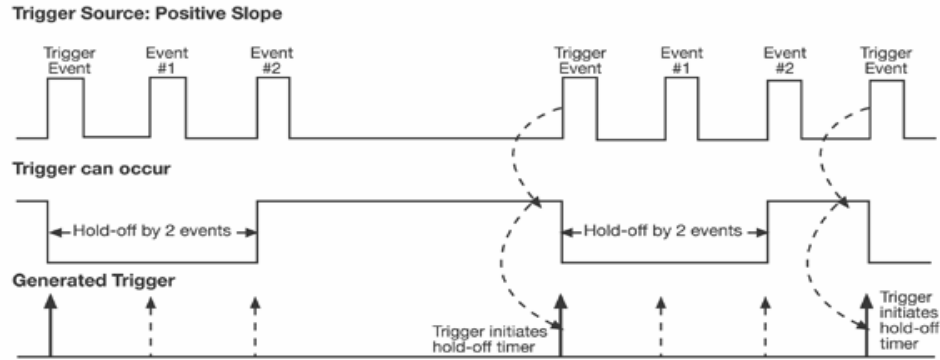 Trigger Source: Positive Slope
Trigger
Event
Event
#1
Event
#2
Trigger
Event
Event
#1
Event
#2
Trigger
Event
Trigger can occur
Hold-off by 2 events
Hold-off by 2 events
Generated Trigger
Trigger initiates
hold-off timer
Trigger
initiates
hold-off
timer